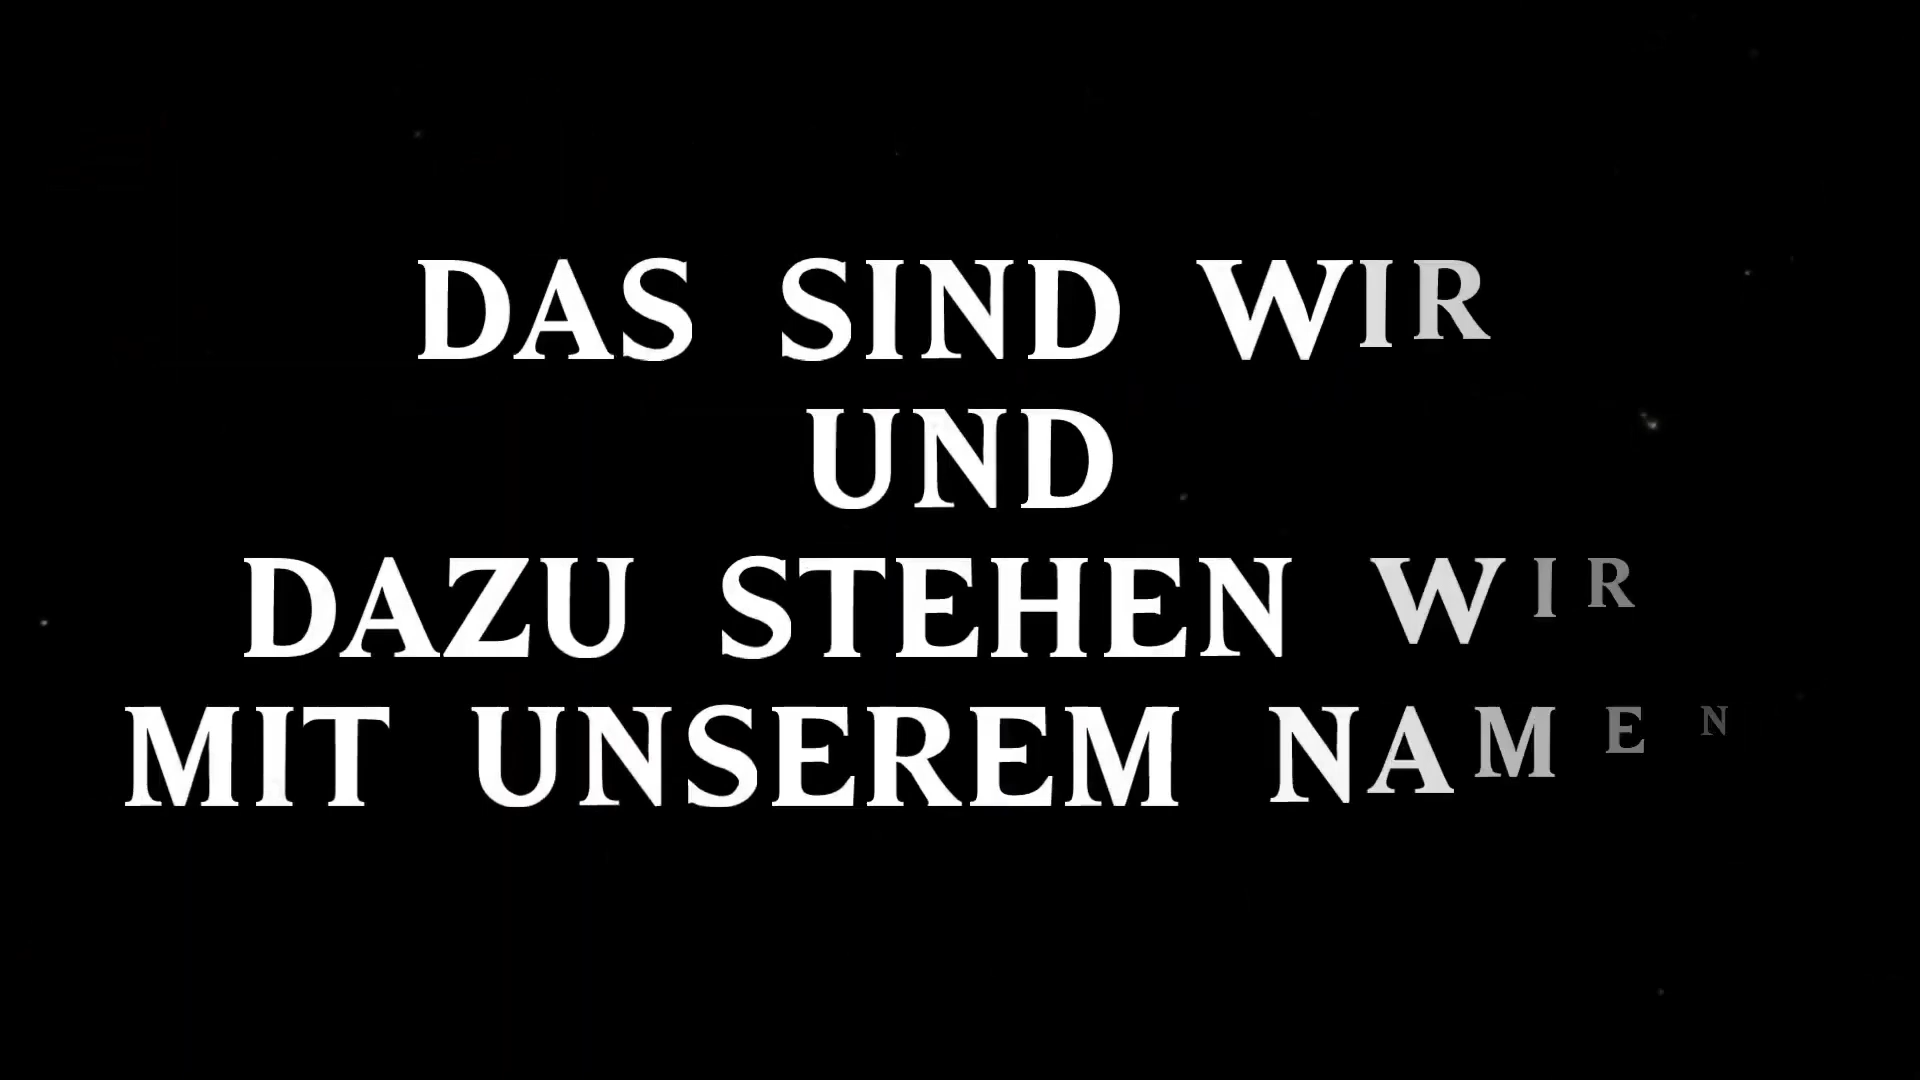 DAS SIND WIR
UND
DAZU STEHEN WIR
MIT UNSEREM NAMEN